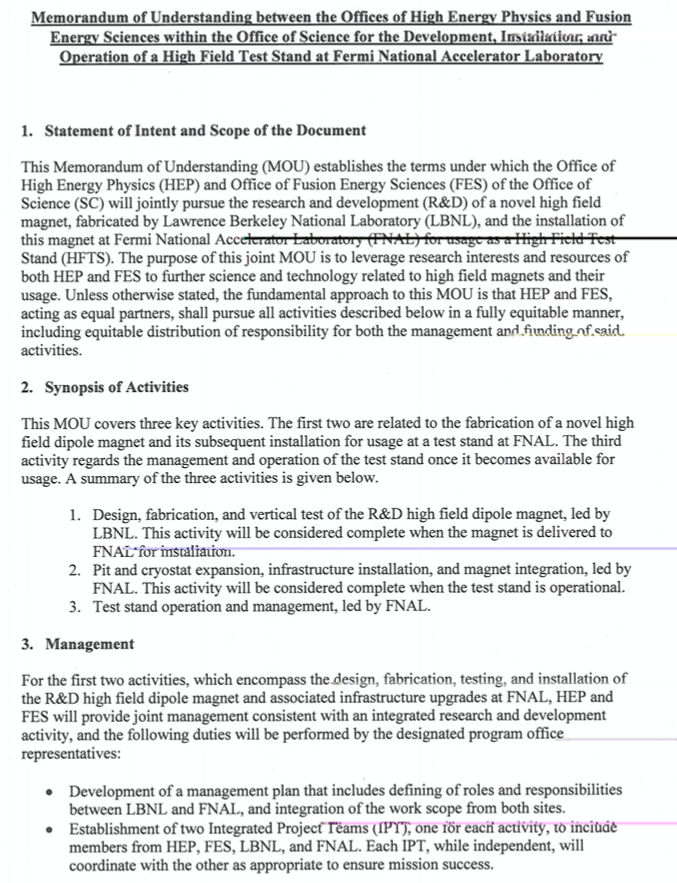 Memorandum of Understanding between the Offices of High Energy Physics and Fusion
Energy Sciences within the Office of Science for the Development, Installation, and
Operation of a High Field Test Stand at Fermi National Accelerator Laboratory
1. Statement of Intent and Scope of the Document
This Memorandum of Understanding (MOU) establishes the terms under which the Office of
High Energy Physics (HEP) and Office of Fusion Energy Sciences (FES) of the Office of
Science (SC) will jointly pursue the research and development (R&D) of a novel high field
magnet, fabricated by Lawrence Berkeley National Laboratory (LBNL), and the installation of
this magnet at Fermi National Accelerator Laboratory (FNAL) for usage as a High Field Test
Stand (HFTS). The purpose of this joint MOU is to leverage research interests and resources of
both HEP and FES to further science and technology related to high field magnets and their
usage. Unless otherwise stated, the fundamental approach to this MOU is that HEP and FES,
acting as equal partners, shall pursue all activities described below in a fully equitable manner,
including equitable distribution of responsibility for both the management and funding of said
activities.
2. Synopsis of Activities
This MOU covers three key activities. The first two are related to the fabrication of a novel high
field dipole magnet and its subsequent installation for usage at a test stand at FNAL. The third
activity regards the management and operation of the test stand once it becomes available for
usage. A summary of the three activities is given below.
1. Design, fabrication, and vertical test of the R&D high field dipole magnet, led by
LBNL. This activity will be considered complete when the magnet is delivered to
FNAL for installation.
2. Pit and cryostat expansion, infrastructure installation, and magnet integration, led by
FNAL. This activity will be considered complete when the test stand is operational.
3. Test stand operation and management, led by FNAL.
3. Management
For the first two activities, which encompass the design, fabrication, testing, and installation of
the R&D high field dipole magnet and associated infrastructure upgrades at FNAL, HEP and
FES will provide joint management consistent with an integrated research and development
activity, and the following duties will be performed by the designated program office
representatives:
• Development of a management plan that includes defining of roles and responsibilities
between LBNL and FNAL, and integration of the work scope from both sites.
• Establishment of two Integrated Project Teams (IPT), one for each activity, to include
members from HEP, FES, LBNL, and FNAL. Each IPT, while independent, will
coordinate with the other as appropriate to ensure mission success.